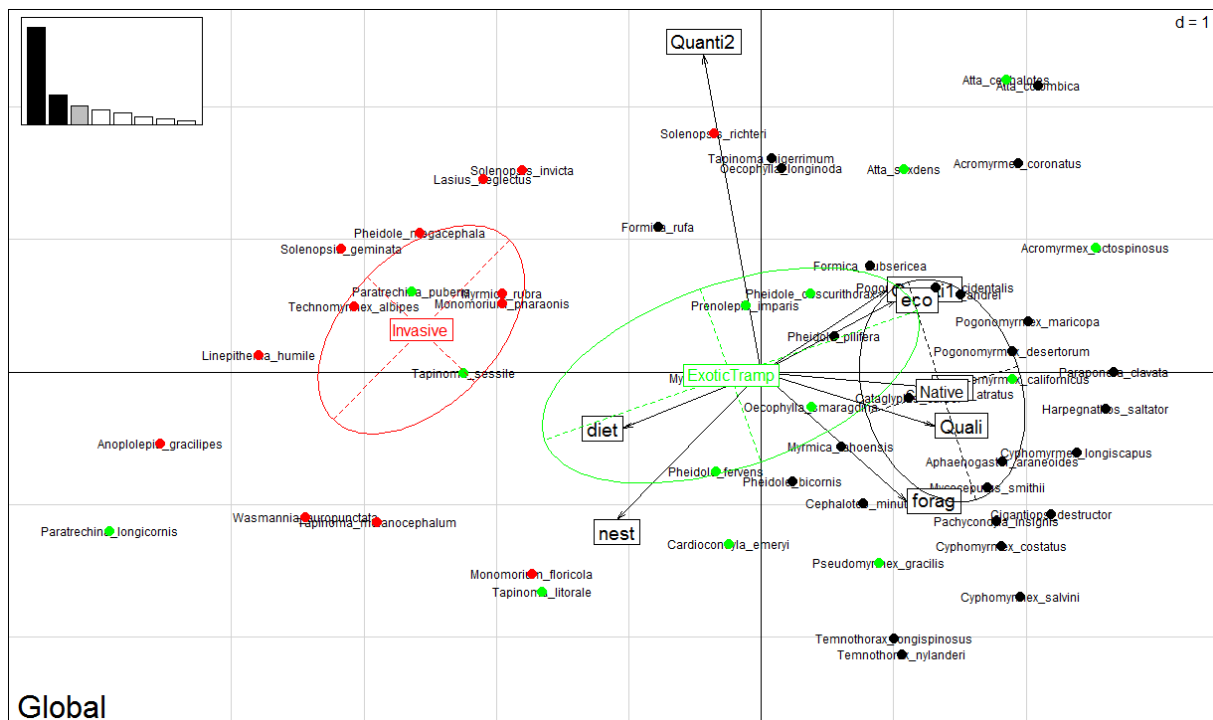 d = 1
Quanti2
Atta_cephalotes
Atta_colombica
Solenopsis_richteri
Tapinoma_nigerrimum
Oecophylla_longinoda
Atta_sexdens
Acromyrmex_coronatus
Solenopsis_invicta
Lasius_neglectus
Formica_rufa
Pheidole_megacephala
Solenopsis_geminata
Acromyrmex_octospinosus
Formica_subsericea
Paratrechina_pubens
Myrmica_rubra
Monomorium_pharaonis
Technomyrmex_albipes
Pheidole_obscurithorax
Prenolepis_imparis
eco
Invasive
Pheidole_pilifera
Pogonomyrmex_maricopa
Linepithema_humile
Pogonomyrmex_desertorum
Tapinoma_sessile
ExoticTramp
Paraponera_clavata
Native
Oecophylla_smaragdina
Harpegnathos_saltator
diet
Quali
Anoplolepis_gracilipes
Myrmica_tahoensis
Cyphomyrmex_longiscapus
Aphaenogaster_araneoides
Pheidole_fervens
Pheidole_bicornis
Mycocepurus_smithii
forag
Wasmannia_auropunctata
Tapinoma_melanocephalum
Gigantiops_destructor
Pachycondyla_insignis
Paratrechina_longicornis
nest
Cardiocondyla_emeryi
Cyphomyrmex_costatus
Pseudomyrmex_gracilis
Monomorium_floricola
Tapinoma_litorale
Cyphomyrmex_salvini
Temnothorax_longispinosus
Temnothorax_nylanderi
Global